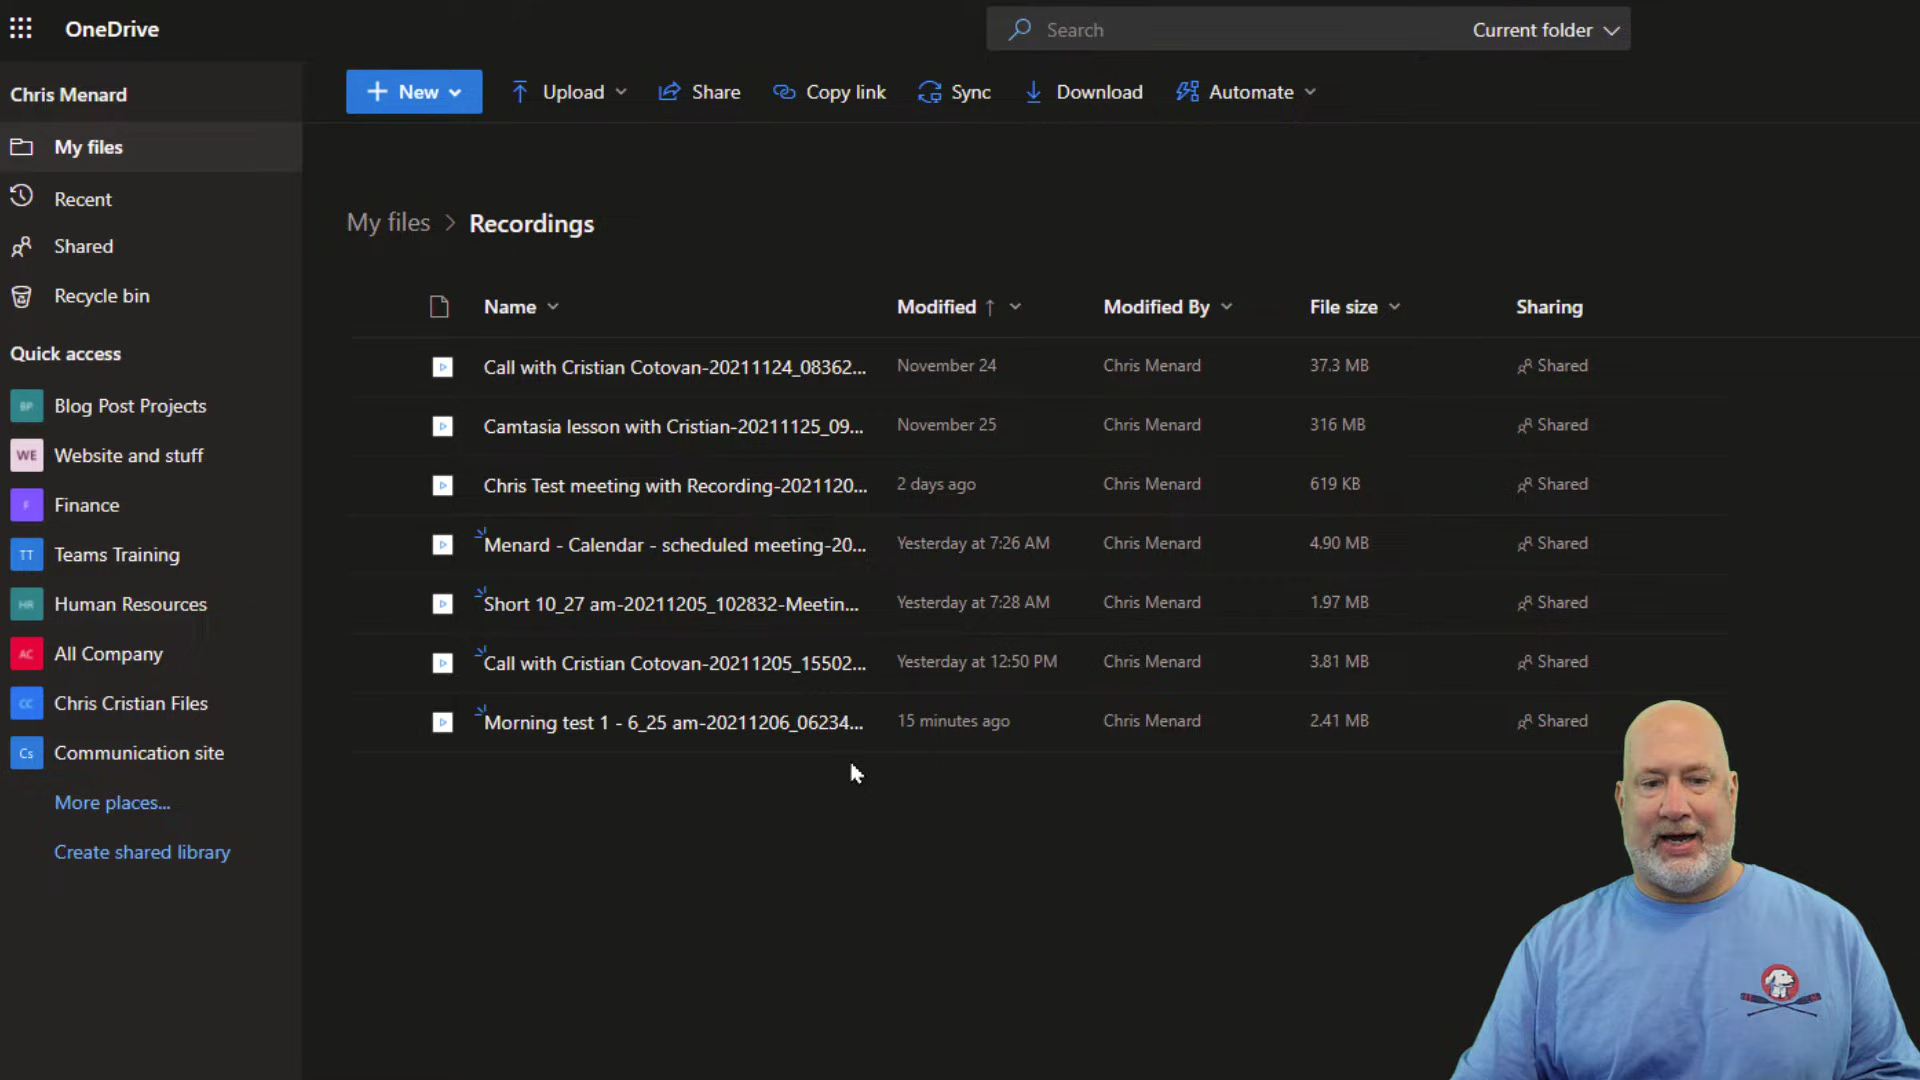 OneDrive
Search
Current folder
Chris Menard
My files
Recent
Shared
Recycle bin
Quick access
BP Blog Post Projects
WE Website and stuff
F Finance
TT Teams Training
HR Human Resources
AC All Company
CC Chris Cristian Files
Cs Communication site
More places...
Create shared library
New Upload Share Copy link Sync Download Automate
My files > Recordings
Name Modified ↑ Modified By File size Sharing
Call with Cristian Cotovan-20211124_08362... November 24 Chris Menard 37.3 MB Shared
Camtasia lesson with Cristian-20211125_09... November 25 Chris Menard 316 MB Shared
Chris Test meeting with Recording-2021120... 2 days ago Chris Menard 619 KB Shared
Menard - Calendar - scheduled meeting-20... Yesterday at 7:26 AM Chris Menard 4.90 MB Shared
Short 10_27 am-20211205_102832-Meetin... Yesterday at 7:28 AM Chris Menard 1.97 MB Shared
Call with Cristian Cotovan-20211205_15502... Yesterday at 12:50 PM Chris Menard 3.81 MB Shared
Morning test 1 - 6_25 am-20211206_06234... 15 minutes ago Chris Menard 2.41 MB Shared